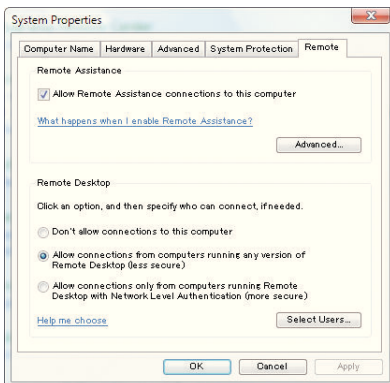 System Properties
Computer Name Hardware Advanced System Protection Remote
Remote Assistance
Allow Remote Assistance connections to this computer
What happens when I enable Remote Assistance?
Advanced...
Remote Desktop
Click an option, and then specify who can connect, if needed.
Don't allow connections to this computer
Allow connections from computers running any version of
Remote Desktop (less secure)
Allow connections only from computers running Remote
Desktop with Network Level Authentication (more secure)
Help me choose Select Users...
OK Cancel Apply